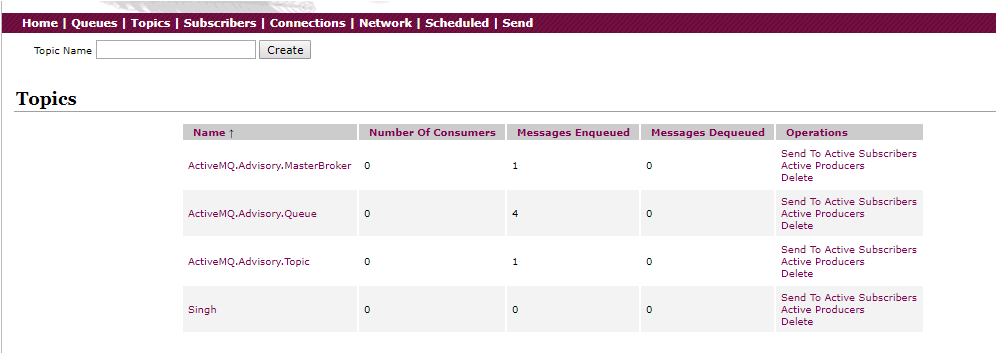 Home | Queues | Topics | Subscribers | Connections | Network | Scheduled | Send
Topic Name Create
Topics
Name ↑ Number Of Consumers Messages Enqueued Messages Dequeued Operations
ActiveMQ.Advisory.MasterBroker 0 1 0 Send To Active Subscribers
Active Producers
Delete
ActiveMQ.Advisory.Queue 0 4 0 Send To Active Subscribers
Active Producers
Delete
ActiveMQ.Advisory.Topic 0 1 0 Send To Active Subscribers
Active Producers
Delete
Singh 0 0 0 Send To Active Subscribers
Active Producers
Delete